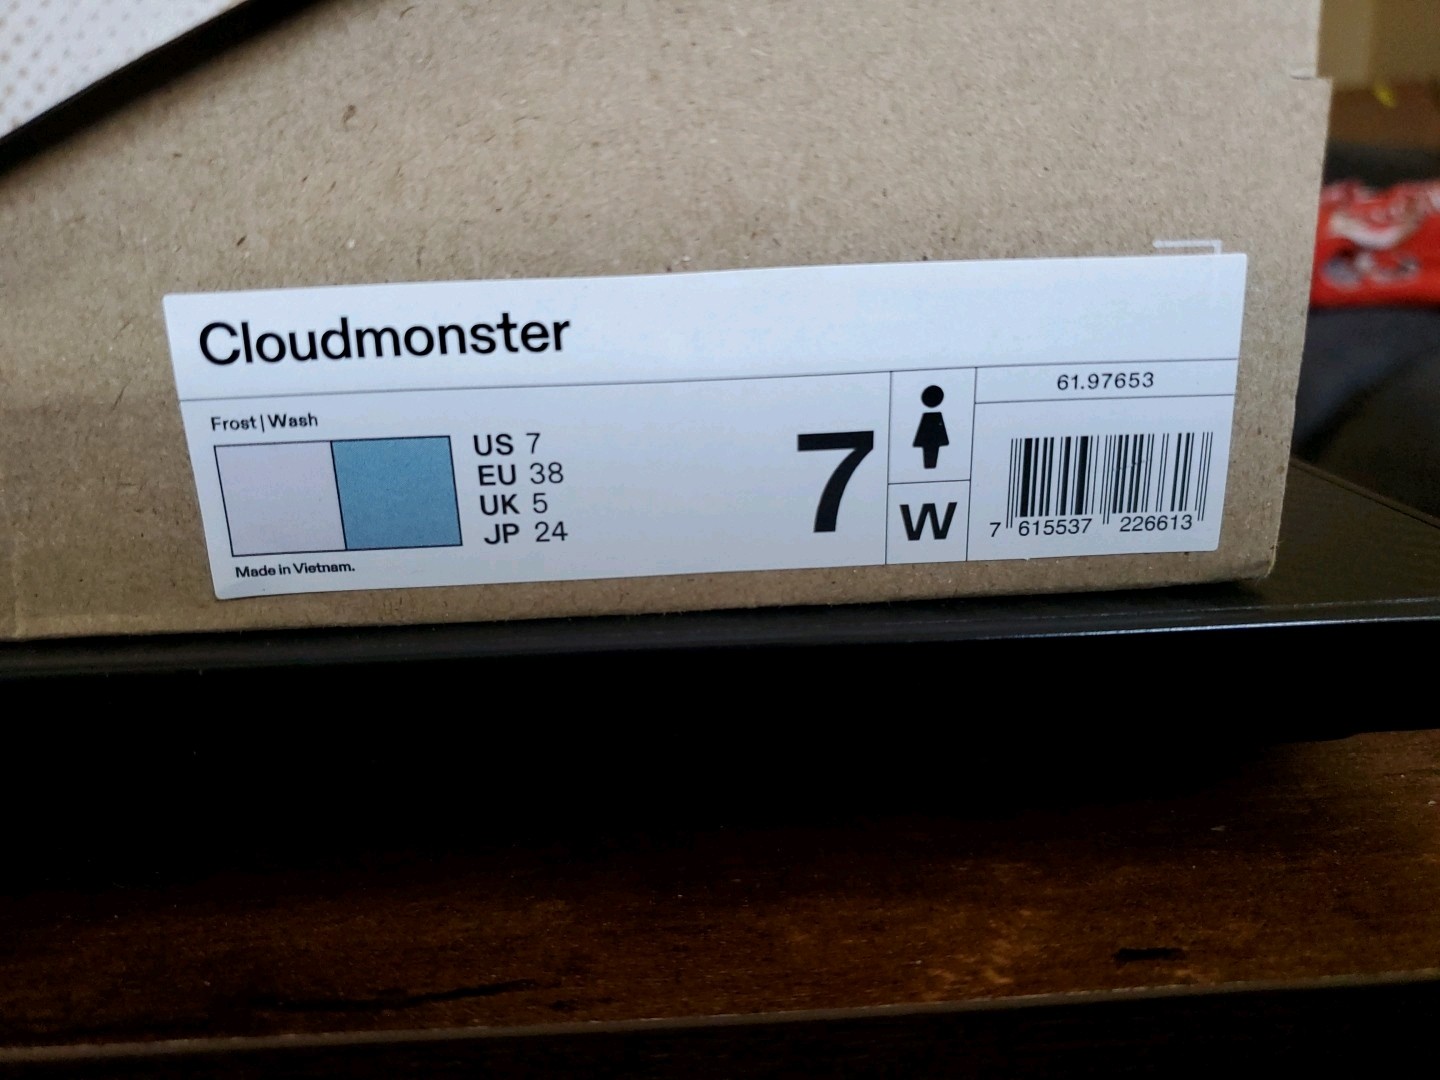 Cloudmonster
Frost|Wash
US 7
EU 38
UK 5
JP 24
Made in Vietnam.
7
W
61.97653
7 615537 226613